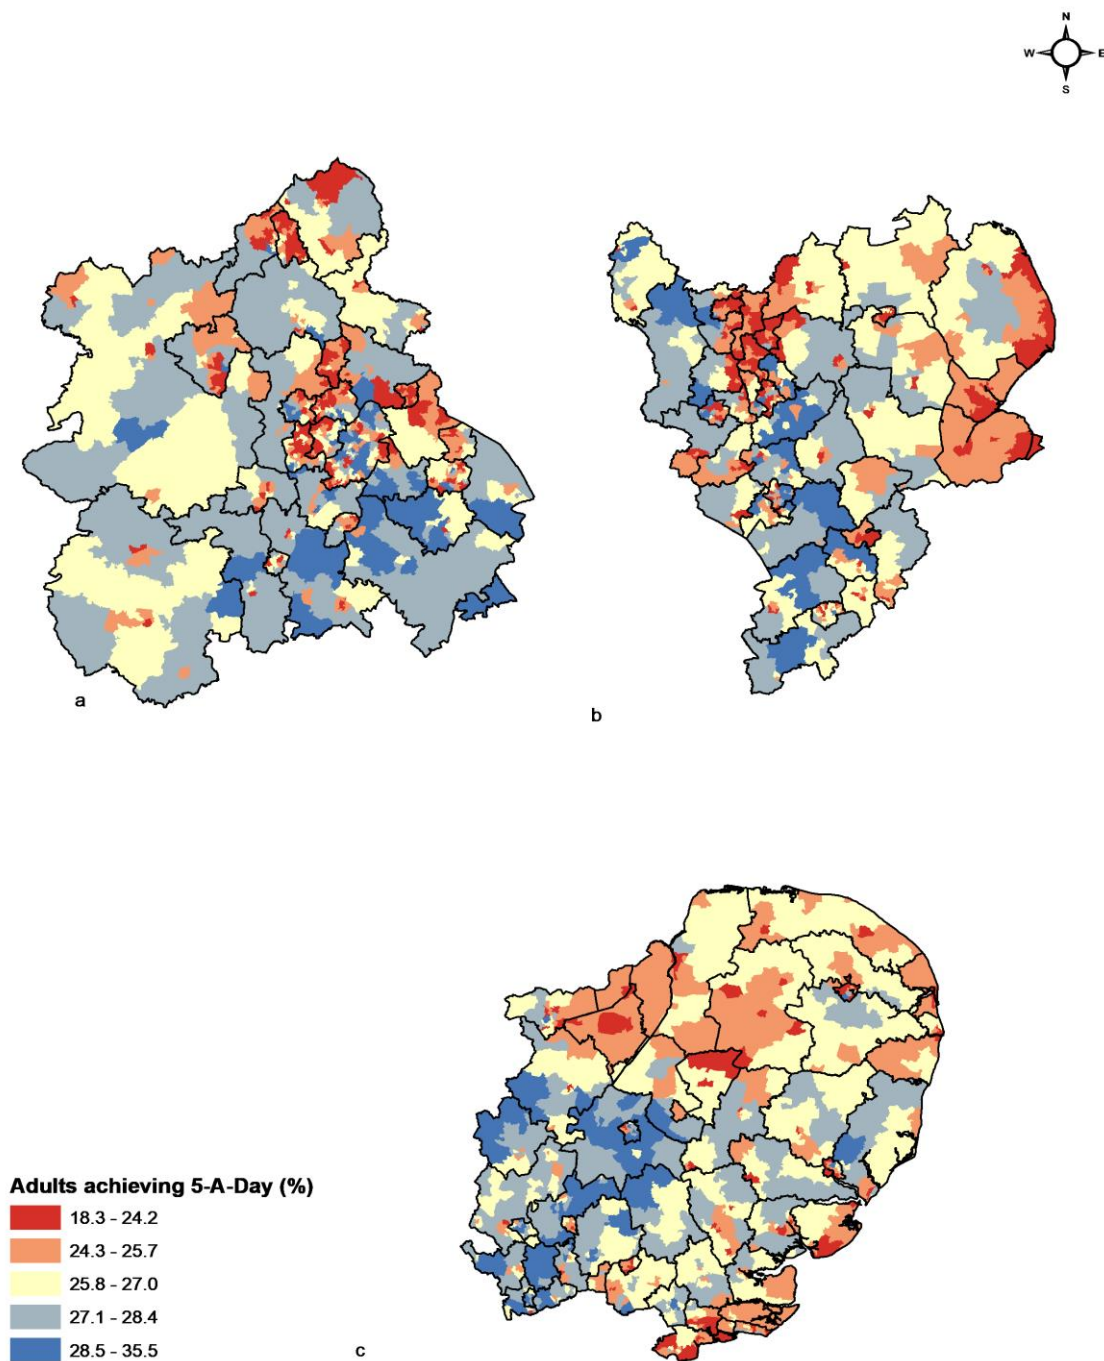 N
W E
S
a
b
Adults achieving 5-A-Day (%)
18.3 - 24.2
24.3 - 25.7
25.8 - 27.0
27.1 - 28.4
28.5 - 35.5
c